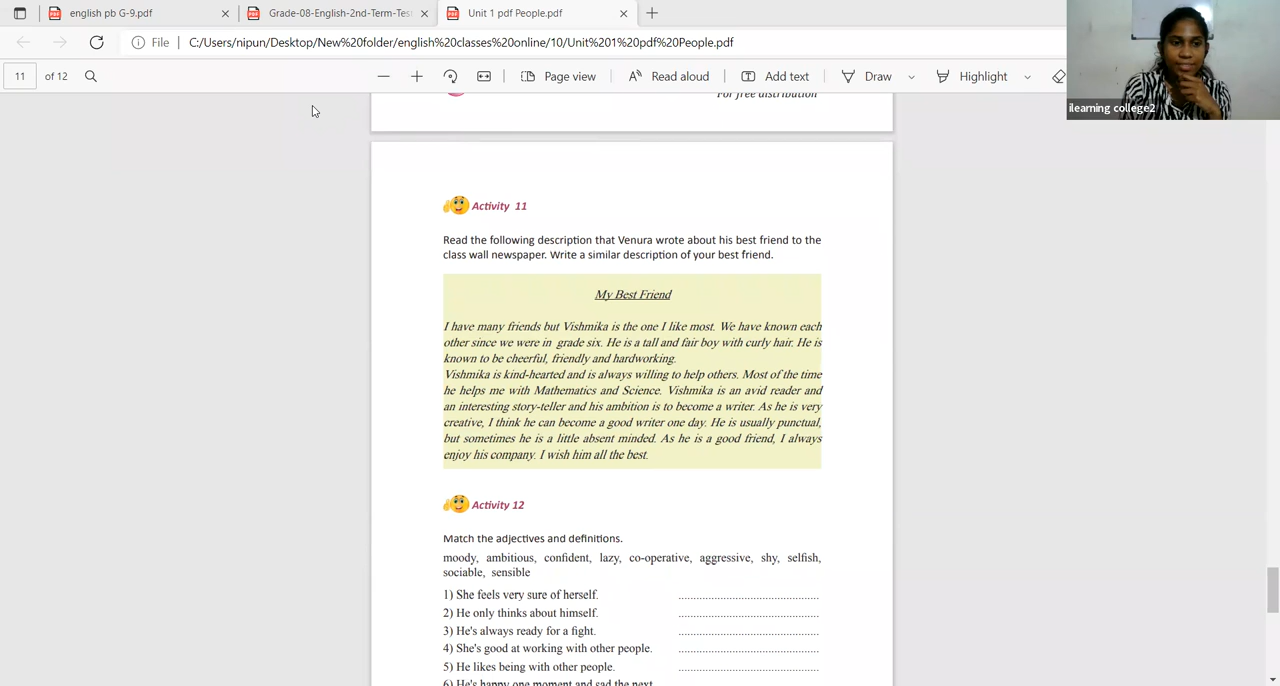 english pb G-9.pdf
Grade-08-English-2nd-Term-Tes
Unit 1 pdf People.pdf
File
C:/Users/nipun/Desktop/New%20folder/english%20classes%20online/10/Unit%201%20pdf%20People.pdf
11 of 12
Page view
Read aloud
Add text
Draw
Highlight
ilearning college2
For free distribution
Activity 11
Read the following description that Venura wrote about his best friend to the
class wall newspaper. Write a similar description of your best friend.
My Best Friend
I have many friends but Vishmika is the one I like most. We have known each
other since we were in grade six. He is a tall and fair boy with curly hair. He is
known to be cheerful, friendly and hardworking.
Vishmika is kind-hearted and is always willing to help others. Most of the time
he helps me with Mathematics and Science. Vishmika is an avid reader and
an interesting story-teller and his ambition is to become a writer. As he is very
creative, I think he can become a good writer one day. He is usually punctual,
but sometimes he is a little absent minded. As he is a good friend, I always
enjoy his company. I wish him all the best.
Activity 12
Match the adjectives and definitions.
moody, ambitious, confident, lazy, co-operative, aggressive, shy, selfish,
sociable, sensible
1) She feels very sure of herself. ................................................
2) He only thinks about himself. ................................................
3) He's always ready for a fight. ................................................
4) She's good at working with other people. ................................................
5) He likes being with other people. ................................................
6) He's happy one moment and sad the next